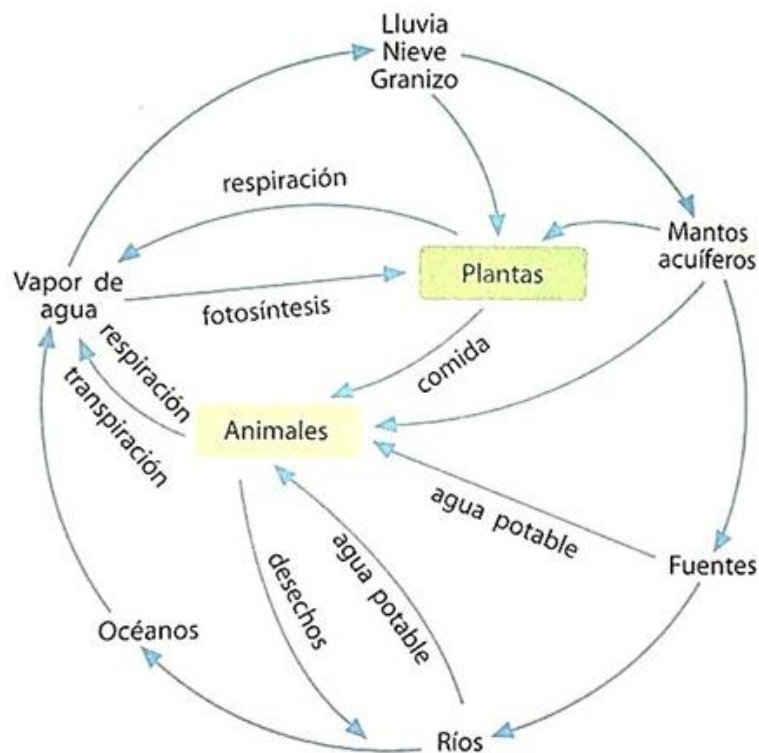 Lluvia
Nieve
Granizo
respiración
Mantos
acuíferos
Plantas
Vapor de
agua
fotosíntesis
respiración
transpiración
comida
Animales
agua potable
Fuentes
desechos
agua potable
Océanos
Ríos